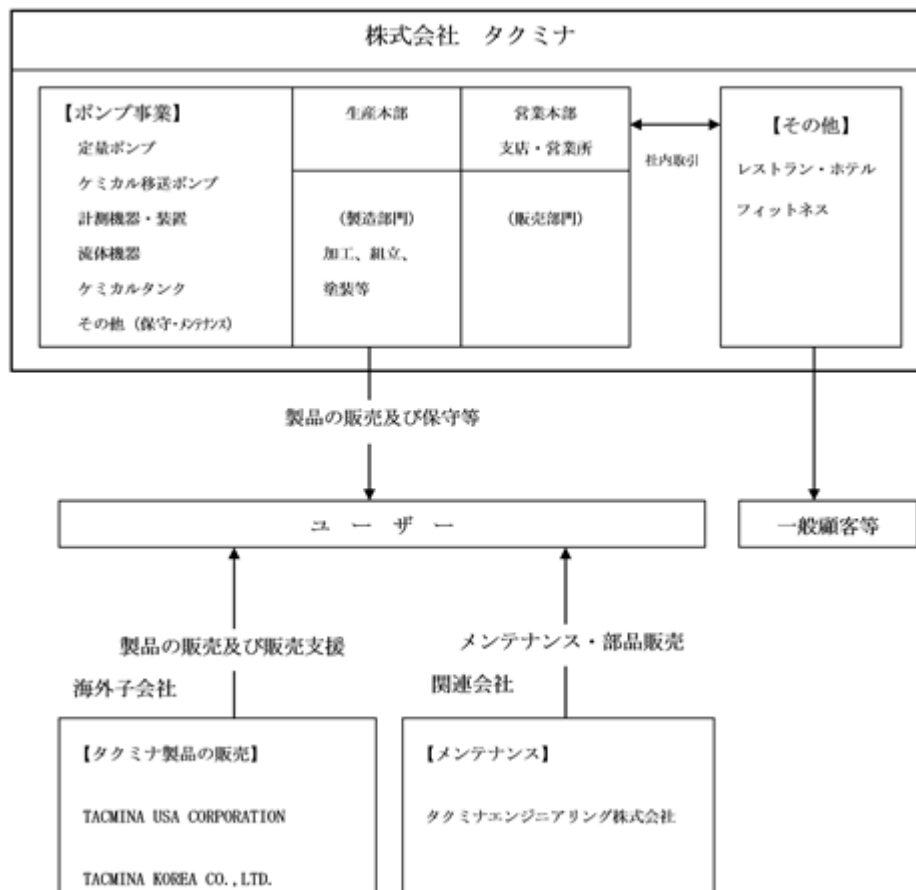 株式会社　タクミナ
【ポンプ事業】
定量ポンプ
ケミカル移送ポンプ
計測機器・装置
流体機器
ケミカルタンク
その他（保守・メンテナンス）
生産本部
（製造部門）
加工、組立、
塗装等
営業本部
支店・営業所
（販売部門）
社内取引
【その他】
レストラン・ホテル
フィットネス
製品の販売及び保守等
ユ　ー　ザ　ー
一般顧客等
製品の販売及び販売支援
海外子会社
メンテナンス・部品販売
関連会社
【タクミナ製品の販売】
TACMINA USA CORPORATION
TACMINA KOREA CO.,LTD.
【メンテナンス】
タクミナエンジニアリング株式会社